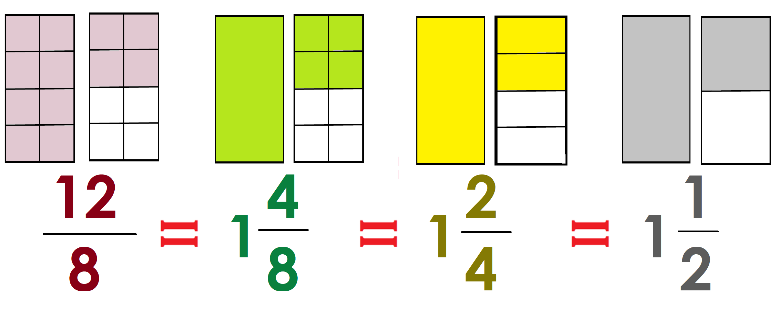 12/8 = 1 4/8 = 1 2/4 = 1 1/2